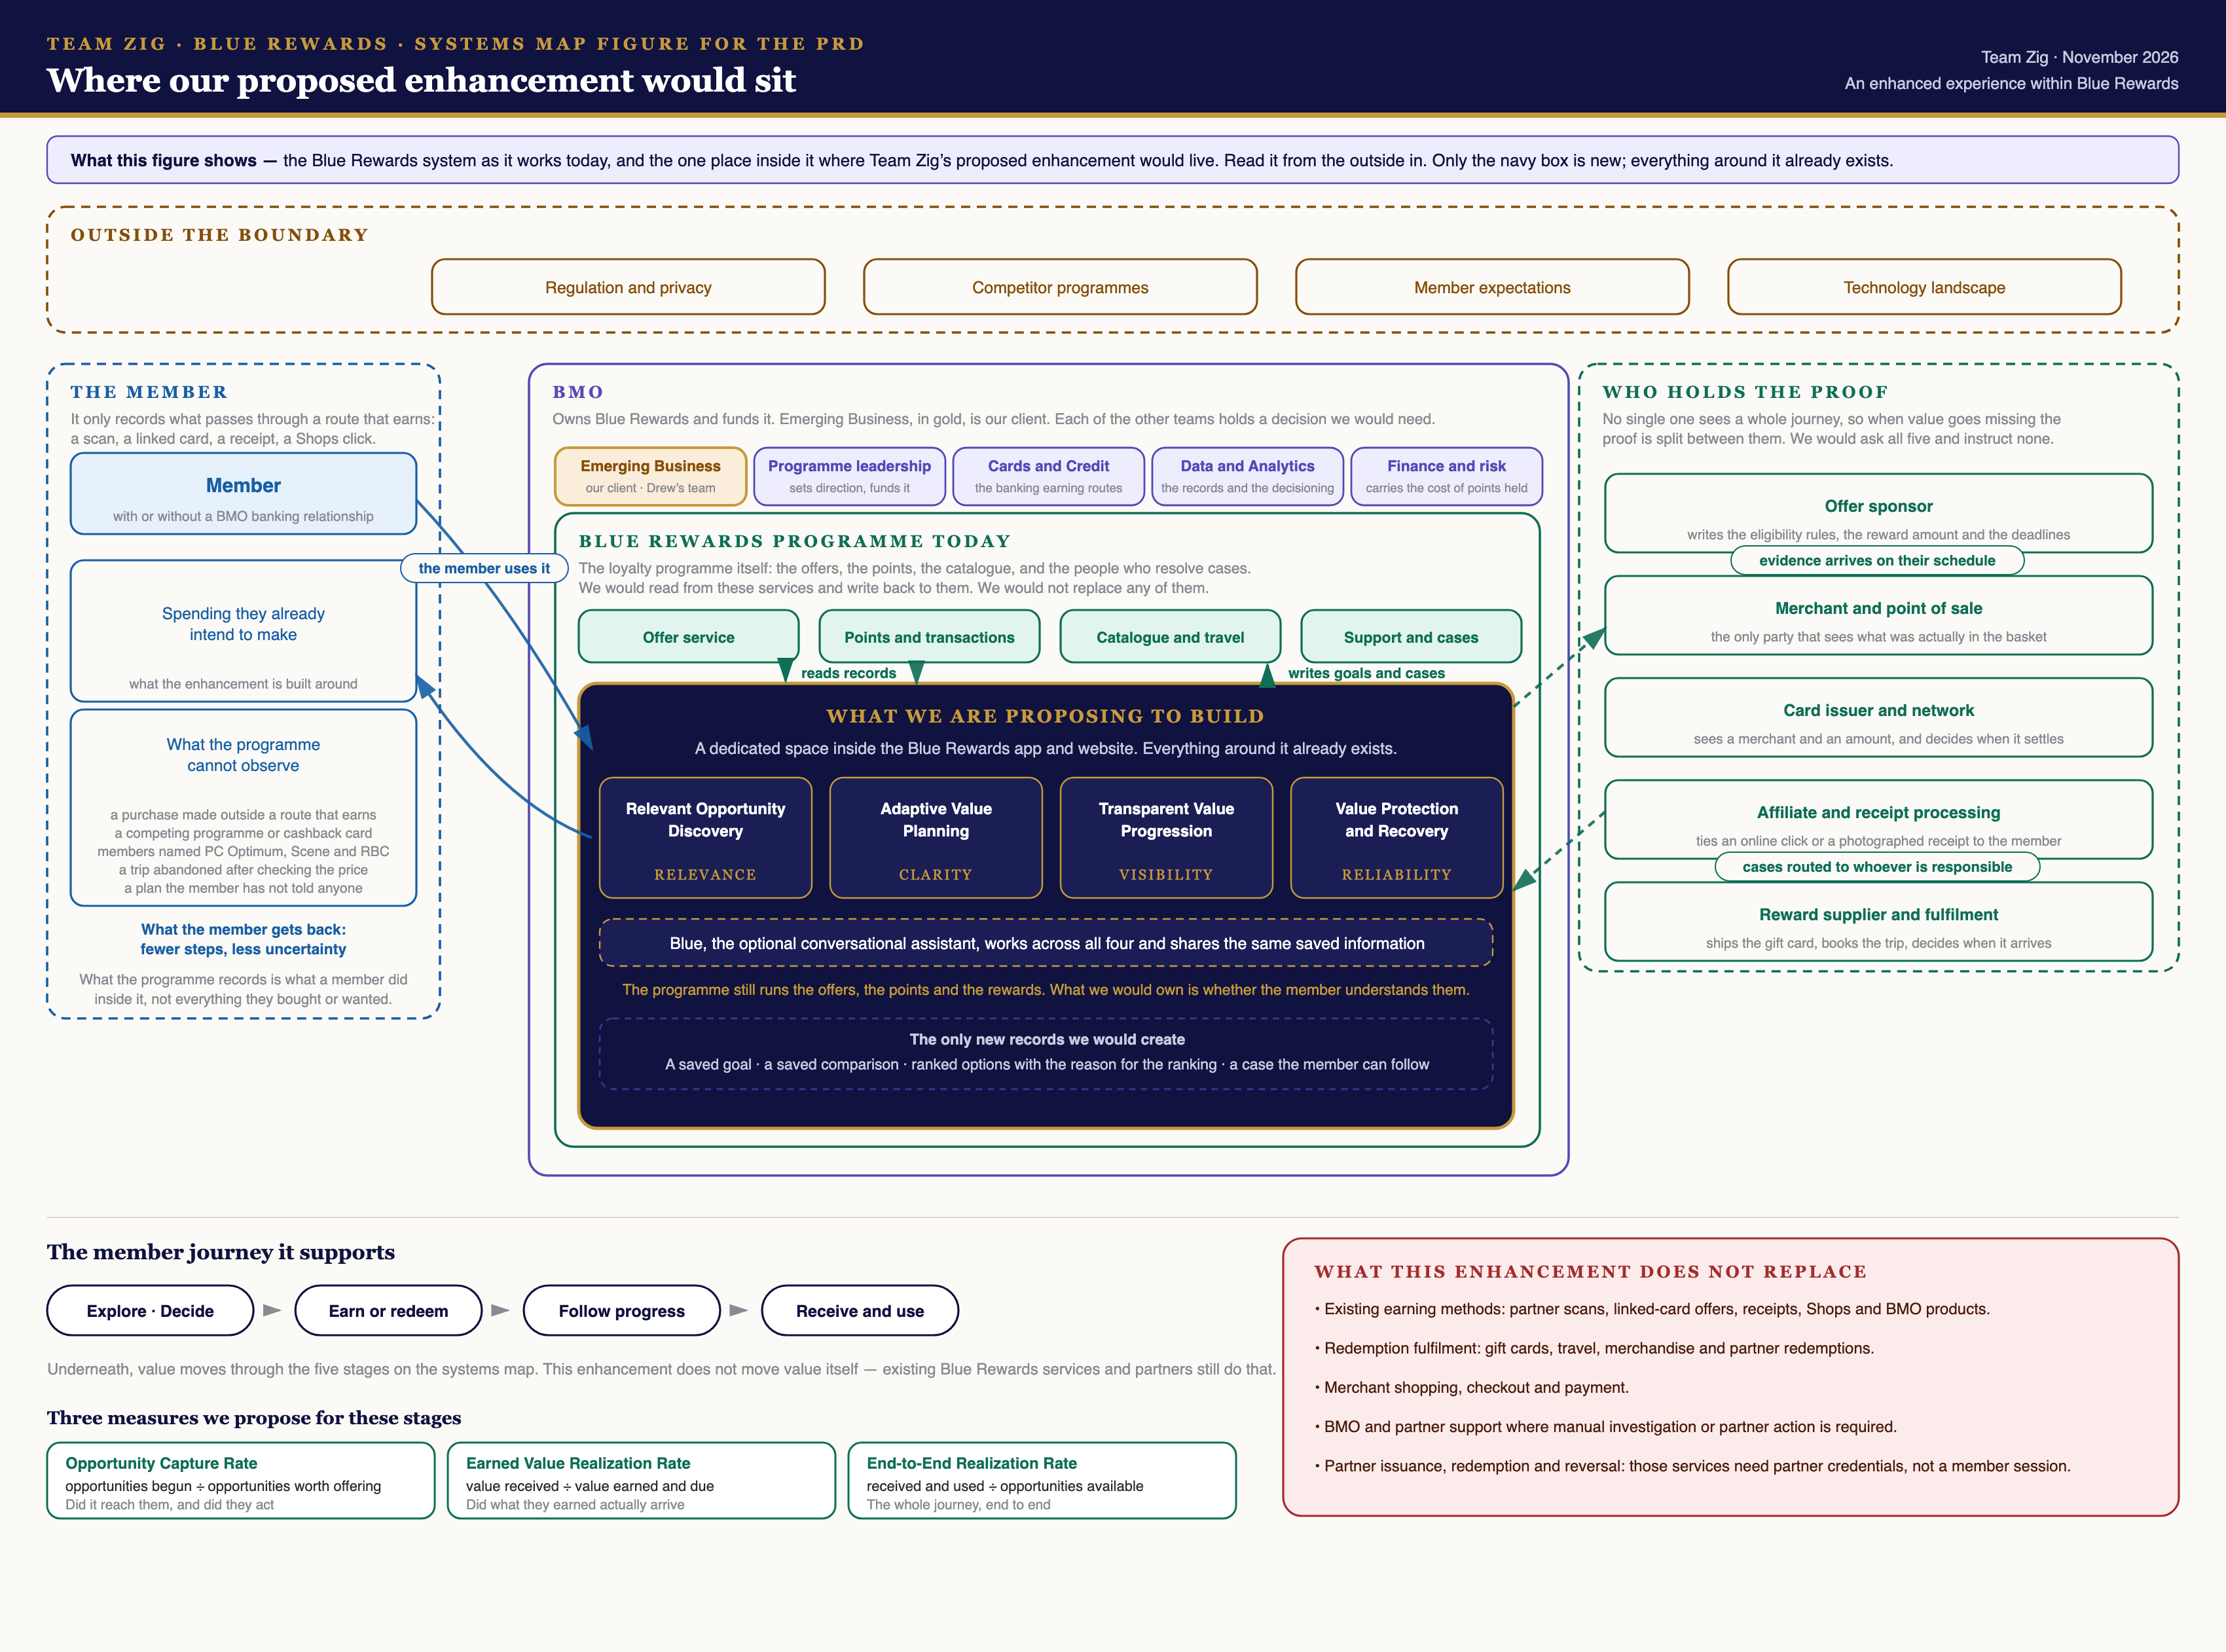 TEAM ZIG · BLUE REWARDS · SYSTEMS MAP FIGURE FOR THE PRD
Where our proposed enhancement would sit
Team Zig · November 2026
An enhanced experience within Blue Rewards
What this figure shows — the Blue Rewards system as it works today, and the one place inside it where Team Zig’s proposed enhancement would live. Read it from the outside in. Only the navy box is new; everything around it already exists.
OUTSIDE THE BOUNDARY
Regulation and privacy
Competitor programmes
Member expectations
Technology landscape
THE MEMBER
It only records what passes through a route that earns:
a scan, a linked card, a receipt, a Shops click.
Member
with or without a BMO banking relationship
the member uses it
Spending they already
intend to make
what the enhancement is built around
What the programme
cannot observe
a purchase made outside a route that earns
a competing programme or cashback card
members named PC Optimum, Scene and RBC
a trip abandoned after checking the price
a plan the member has not told anyone
What the member gets back:
fewer steps, less uncertainty
What the programme records is what a member did
inside it, not everything they bought or wanted.
BMO
Owns Blue Rewards and funds it. Emerging Business, in gold, is our client. Each of the other teams holds a decision we would need.
Emerging Business
our client · Drew’s team
Programme leadership
sets direction, funds it
Cards and Credit
the banking earning routes
Data and Analytics
the records and the decisioning
Finance and risk
carries the cost of points held
BLUE REWARDS PROGRAMME TODAY
The loyalty programme itself: the offers, the points, the catalogue, and the people who resolve cases.
We would read from these services and write back to them. We would not replace any of them.
Offer service
Points and transactions
Catalogue and travel
Support and cases
reads records
writes goals and cases
WHAT WE ARE PROPOSING TO BUILD
A dedicated space inside the Blue Rewards app and website. Everything around it already exists.
Relevant Opportunity
Discovery
RELEVANCE
Adaptive Value
Planning
CLARITY
Transparent Value
Progression
VISIBILITY
Value Protection
and Recovery
RELIABILITY
Blue, the optional conversational assistant, works across all four and shares the same saved information
The programme still runs the offers, the points and the rewards. What we would own is whether the member understands them.
The only new records we would create
A saved goal · a saved comparison · ranked options with the reason for the ranking · a case the member can follow
WHO HOLDS THE PROOF
No single one sees a whole journey, so when value goes missing the
proof is split between them. We would ask all five and instruct none.
Offer sponsor
writes the eligibility rules, the reward amount and the deadlines
evidence arrives on their schedule
Merchant and point of sale
the only party that sees what was actually in the basket
Card issuer and network
sees a merchant and an amount, and decides when it settles
Affiliate and receipt processing
ties an online click or a photographed receipt to the member
cases routed to whoever is responsible
Reward supplier and fulfilment
ships the gift card, books the trip, decides when it arrives
The member journey it supports
Explore · Decide
Earn or redeem
Follow progress
Receive and use
Underneath, value moves through the five stages on the systems map. This enhancement does not move value itself — existing Blue Rewards services and partners still do that.
Three measures we propose for these stages
Opportunity Capture Rate
opportunities begun ÷ opportunities worth offering
Did it reach them, and did they act
Earned Value Realization Rate
value received ÷ value earned and due
Did what they earned actually arrive
End-to-End Realization Rate
received and used ÷ opportunities available
The whole journey, end to end
WHAT THIS ENHANCEMENT DOES NOT REPLACE
• Existing earning methods: partner scans, linked-card offers, receipts, Shops and BMO products.
• Redemption fulfilment: gift cards, travel, merchandise and partner redemptions.
• Merchant shopping, checkout and payment.
• BMO and partner support where manual investigation or partner action is required.
• Partner issuance, redemption and reversal: those services need partner credentials, not a member session.